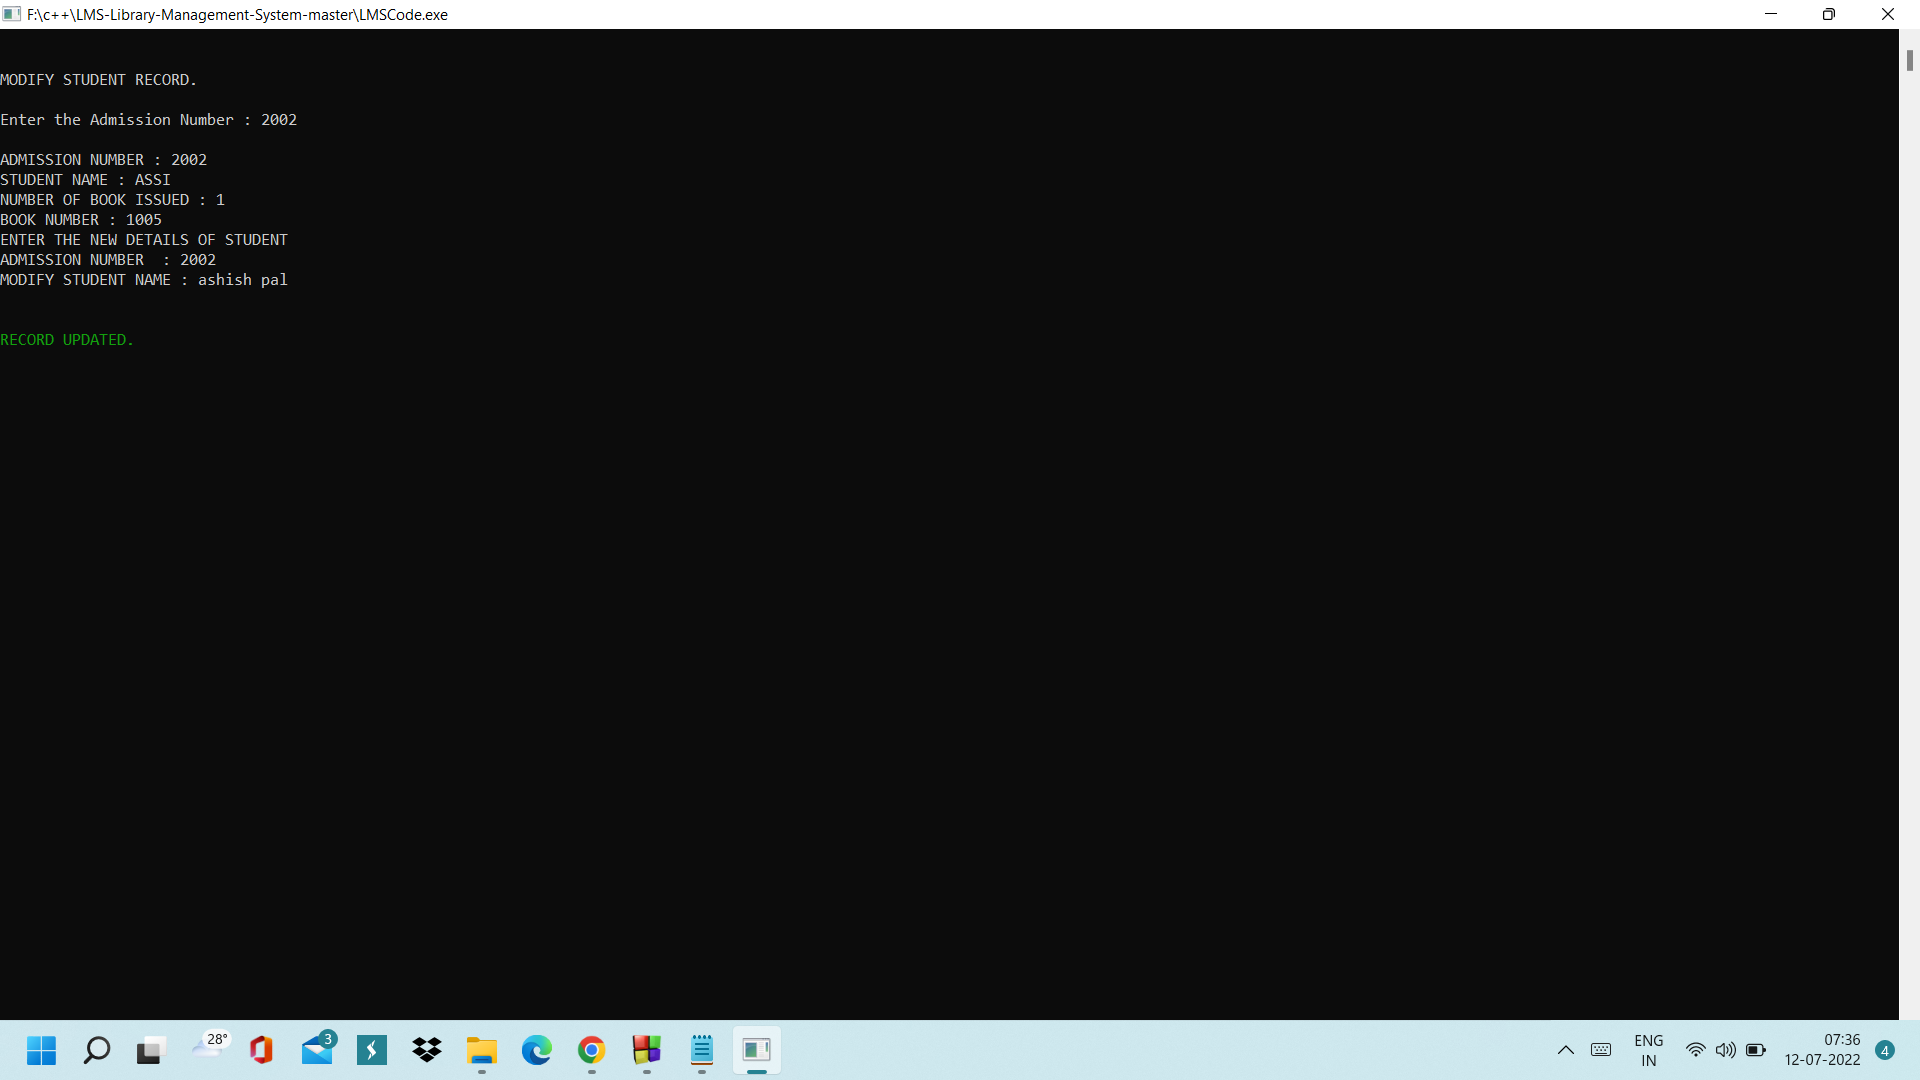 F:\c++\LMS-Library-Management-System-master\LMSCode.exe
MODIFY STUDENT RECORD.
Enter the Admission Number : 2002
ADMISSION NUMBER : 2002
STUDENT NAME : ASSI
NUMBER OF BOOK ISSUED : 1
BOOK NUMBER : 1005
ENTER THE NEW DETAILS OF STUDENT
ADMISSION NUMBER  : 2002
MODIFY STUDENT NAME : ashish pal
RECORD UPDATED.
28°
3
ENG
IN
07:36
12-07-2022
4